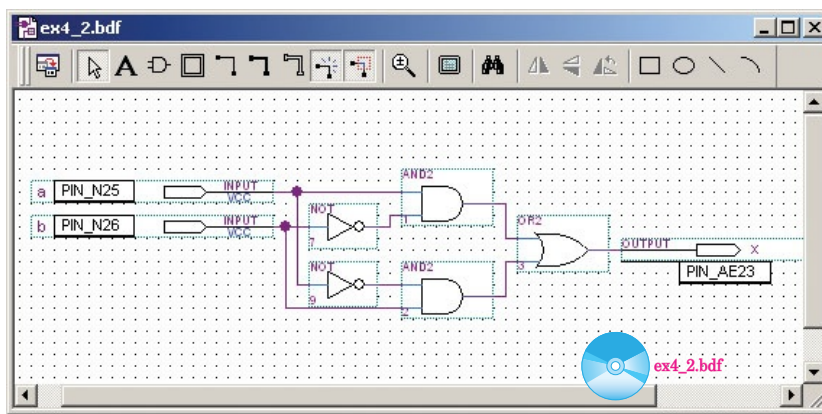 ex4_2.bdf
A
a PIN_N25 INPUT
VCC
b PIN_N26 INPUT
VCC
NOT
7
NOT
9
AND2
AND2
2
OR2
3
OUTPUT x
PIN_AE23
ex4_2.bdf